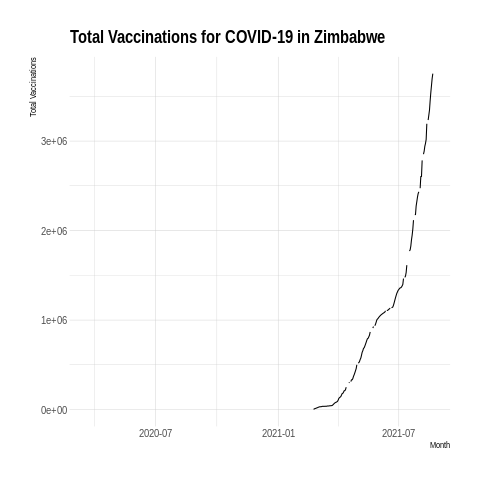 Total Vaccinations for COVID-19 in Zimbabwe
Total Vaccinations
3e+06
2e+06
1e+06
0e+00
2020-07 2021-01 2021-07
Month